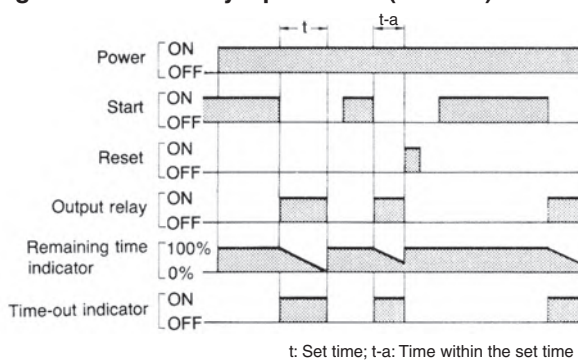 t t-a
Power ON
OFF
Start ON
OFF
Reset ON
OFF
Output relay ON
OFF
Remaining time 100%
indicator 0%
Time-out indicator ON
OFF
t: Set time; t-a: Time within the set time